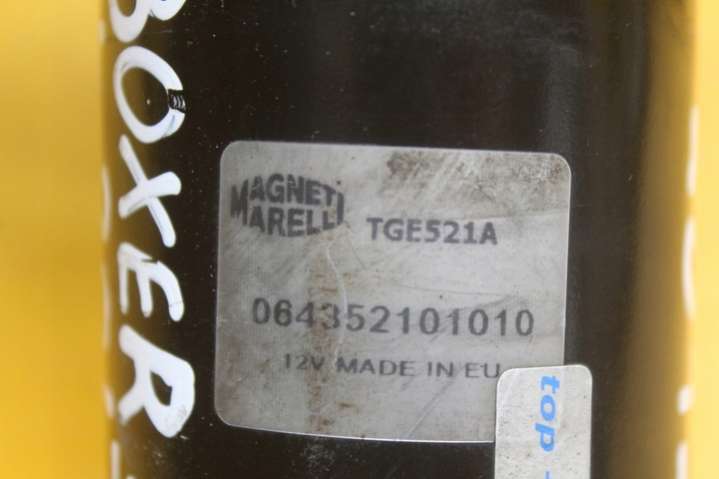 BOXER
MAGNETI
MARELLI
TGE521A
064352101010
12V MADE IN EU
top